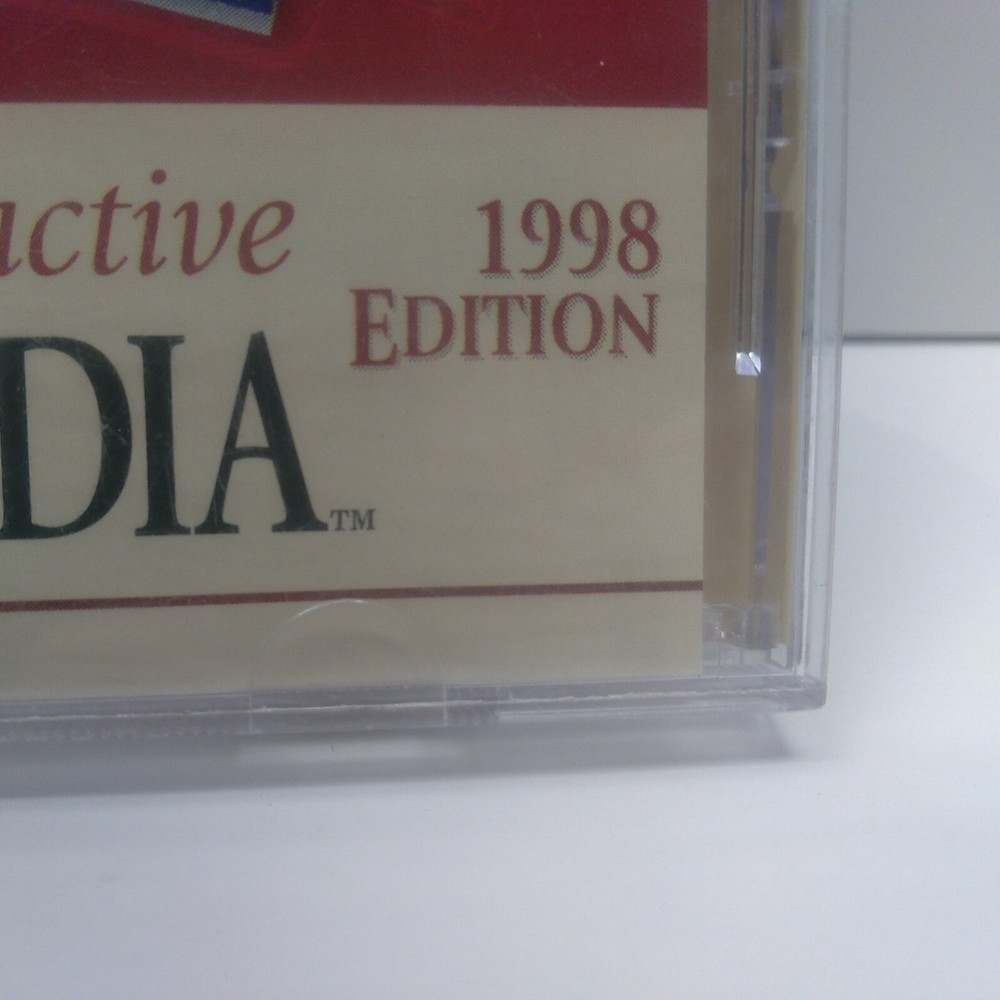 active
1998
EDITION
DIA™